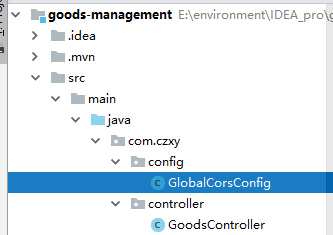 goods-management E:\environment\IDEA_pro\g
.idea
.mvn
src
main
java
com.czxy
config
GlobalCorsConfig
controller
GoodsController